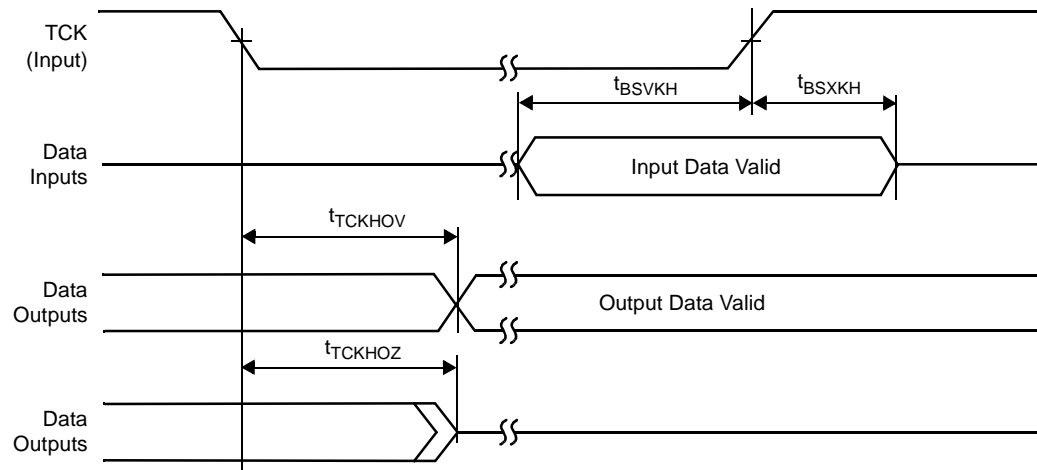 TCK
(Input)
tBSVKH
tBSXKH
Data
Inputs
Input Data Valid
tTCKHOV
Data
Outputs
Output Data Valid
tTCKHOZ
Data
Outputs